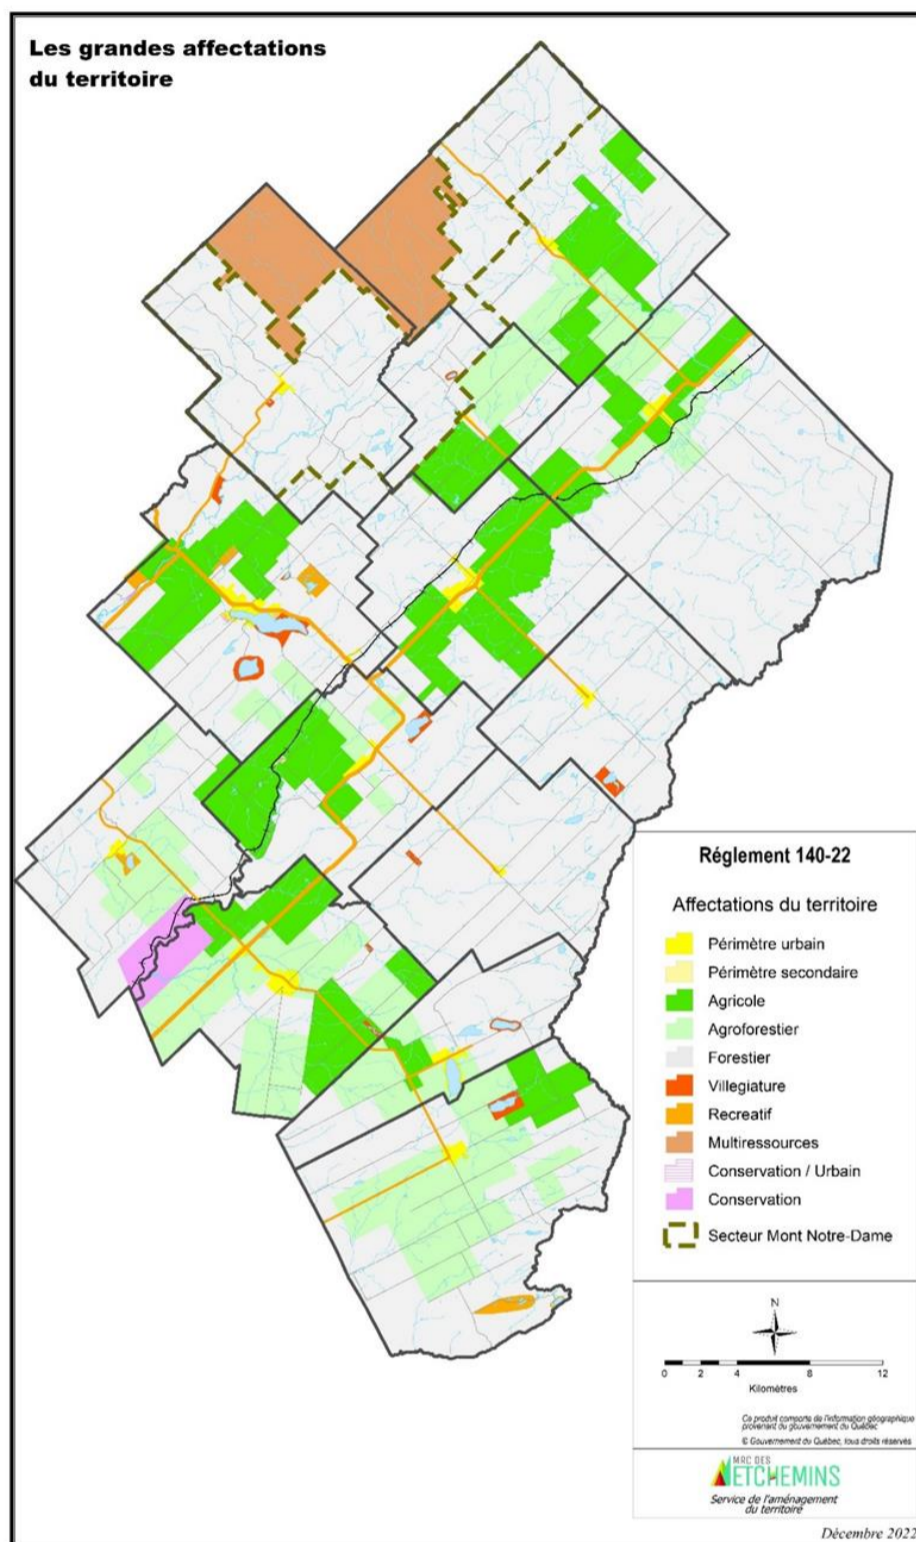 Les grandes affectations
du territoire
Réglement 140-22
Affectations du territoire
Périmètre urbain
Périmètre secondaire
Agricole
Agroforestier
Forestier
Villegiature
Recreatif
Multiressources
Conservation / Urbain
Conservation
Secteur Mont Notre-Dame
N
0 2 4 8 12
Kilomètres
Ce produit comporte de l'information géographique
provenant du gouvernement du Québec
© Gouvernement du Québec, tous droits réservés
MRC DES
ETCHEMINS
Service de l'aménagement
du territoire
Décembre 2022